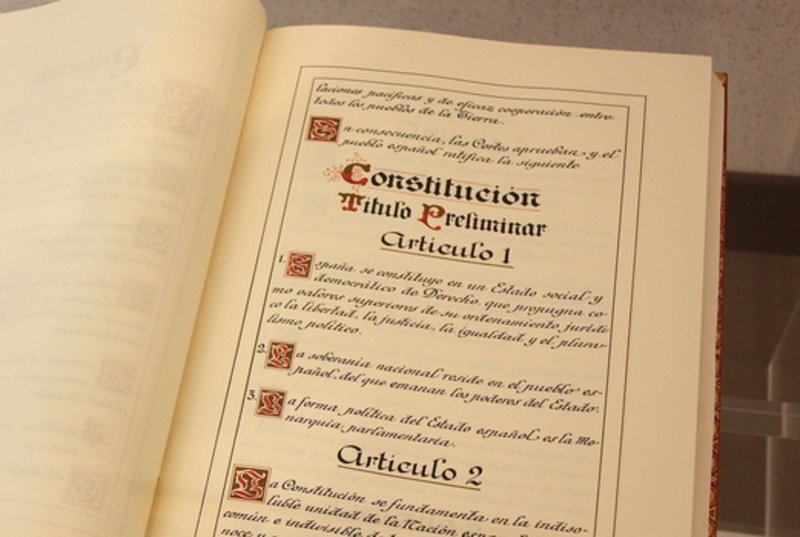 laciones pacíficas y de eficaz cooperación entre
todos los pueblos de la Tierra.
En consecuencia, las Cortes aprueban y el
pueblo español ratifica la siguiente
Constitución
Título Preliminar
Artículo 1
1. España se constituye en un Estado social y
democrático de Derecho, que propugna co-
mo valores superiores de su ordenamiento jurídi-
co la libertad, la justicia, la igualdad y el plura-
lismo político.
2. La soberanía nacional reside en el pueblo es-
pañol, del que emanan los poderes del Estado.
3. La forma política del Estado español es la Mo-
narquía parlamentaria.
Artículo 2
La Constitución se fundamenta en la indiso-
luble unidad de la Nación
común e indivisible de
noce y